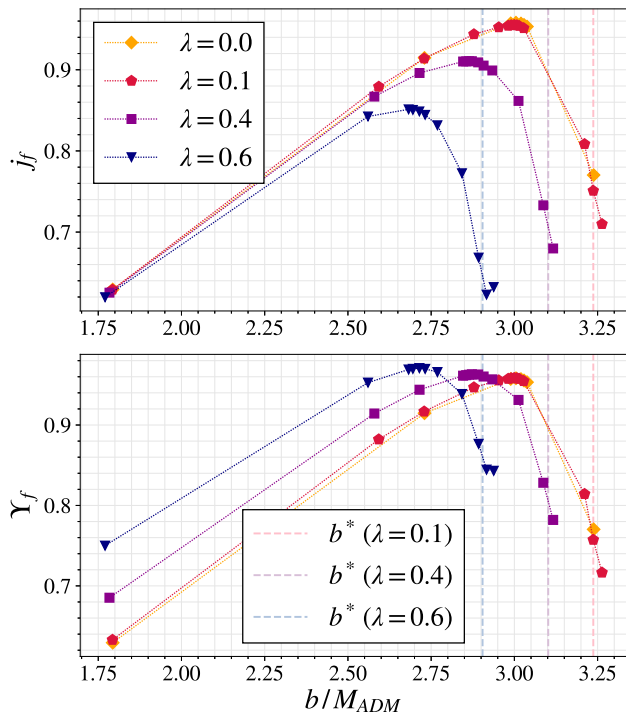 0.9
0.8
0.7
j_f
λ = 0.0
λ = 0.1
λ = 0.4
λ = 0.6
1.75 2.00 2.25 2.50 2.75 3.00 3.25
0.9
0.8
0.7
Υ_f
b* (λ = 0.1)
b* (λ = 0.4)
b* (λ = 0.6)
1.75 2.00 2.25 2.50 2.75 3.00 3.25
b / M_ADM